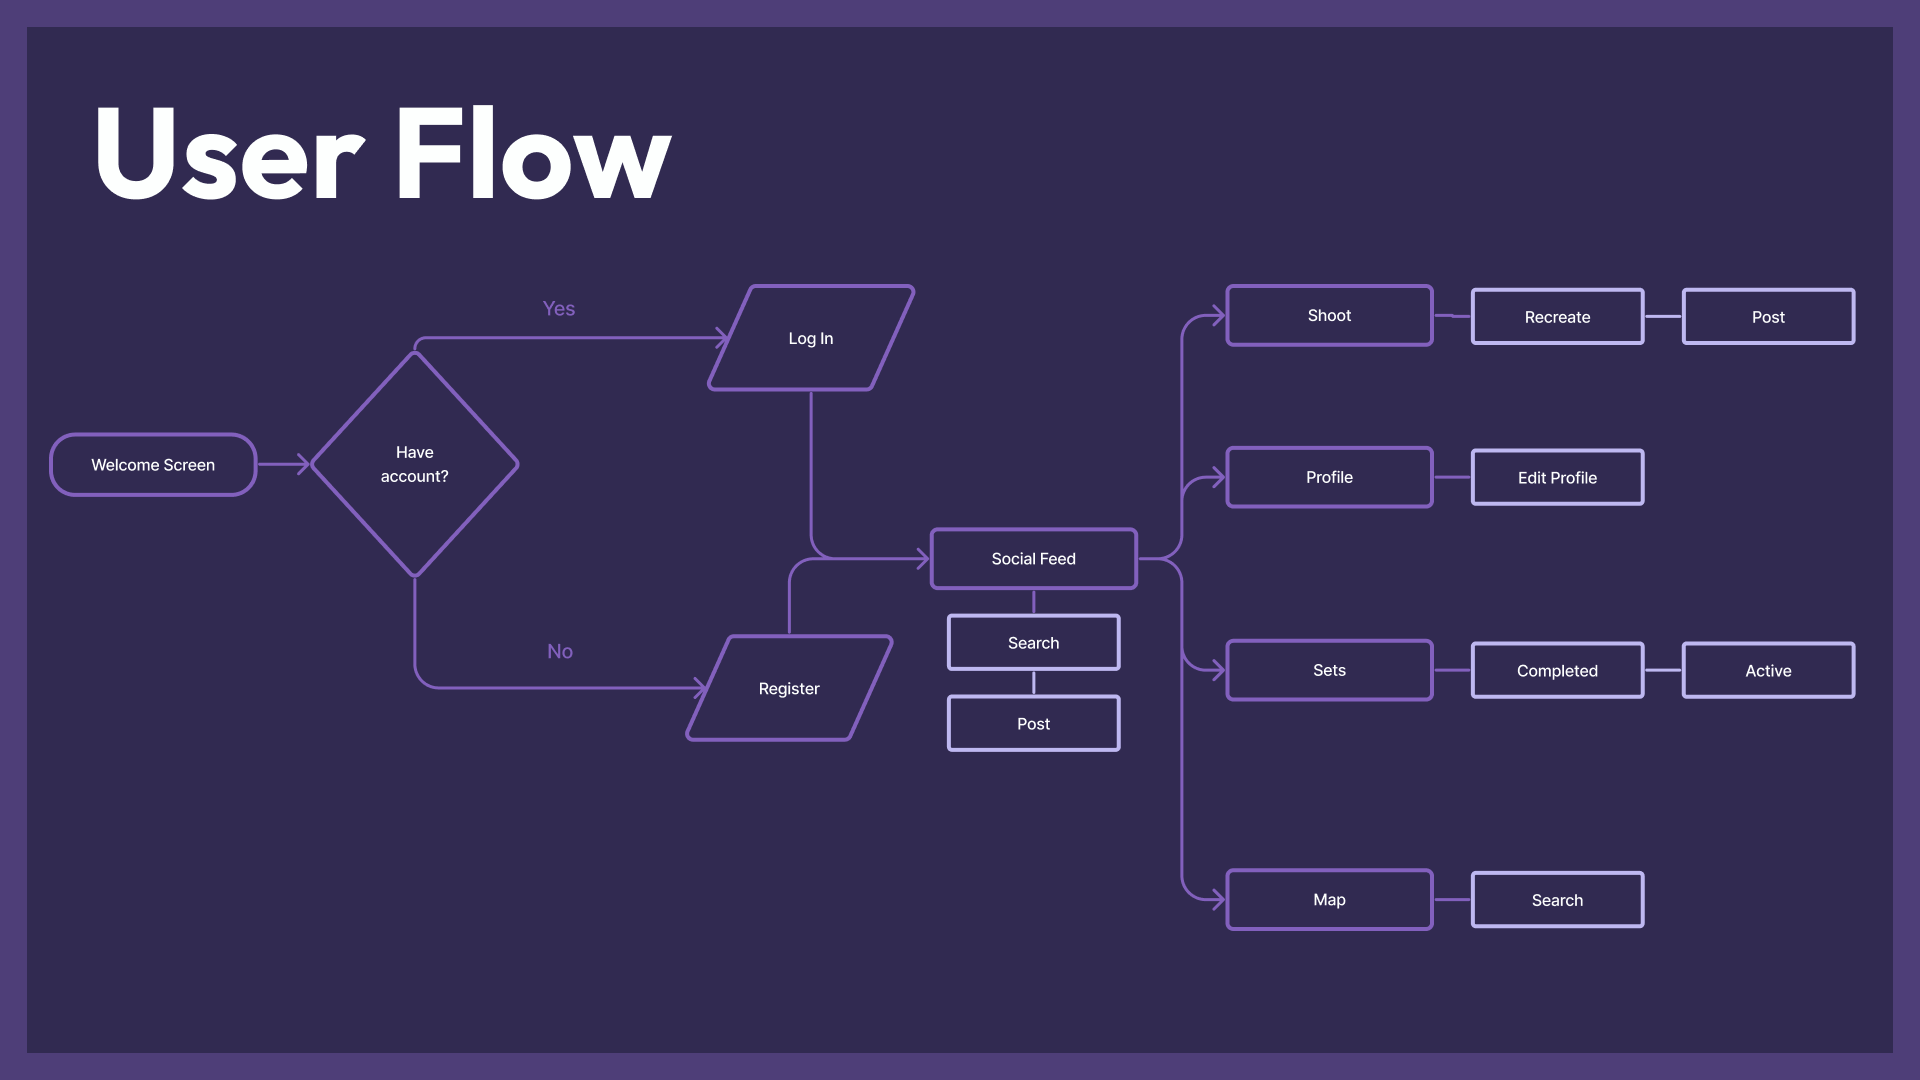 User Flow
Yes
Log In
Welcome Screen
Have
account?
No
Register
Social Feed
Search
Post
Shoot
Recreate
Post
Profile
Edit Profile
Sets
Completed
Active
Map
Search